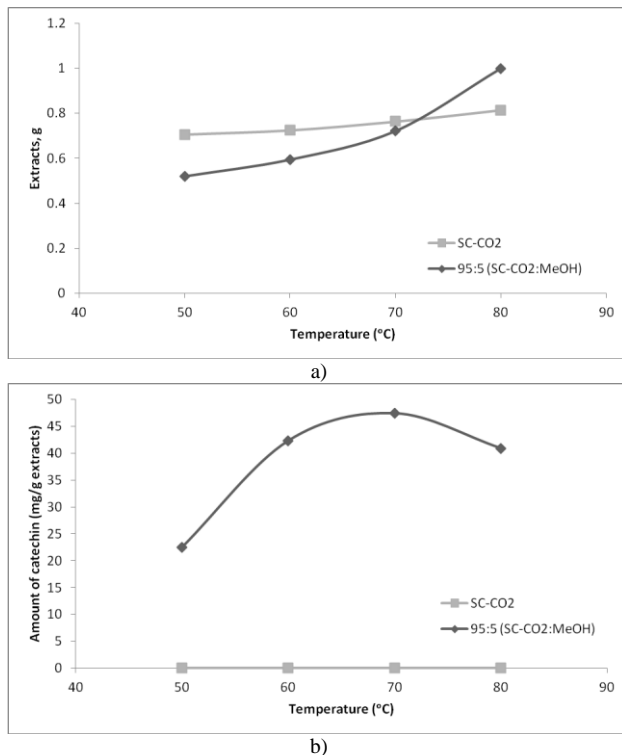 1.2
1
0.8
0.6
0.4
0.2
0
Extracts, g
SC-CO2
95:5 (SC-CO2:MeOH)
40 50 60 70 80 90
Temperature (°C)
a)
50
45
40
35
30
25
20
15
10
5
0
Amount of catechin (mg/g extracts)
SC-CO2
95:5 (SC-CO2:MeOH)
40 50 60 70 80 90
Temperature (°C)
b)